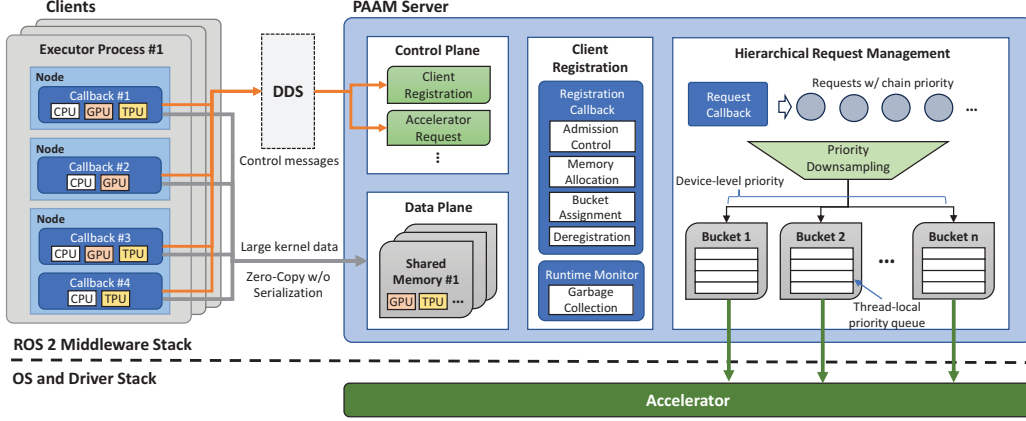 Clients
Executor Process #1
Node
Callback #1
CPU GPU TPU
Node
Callback #2
CPU GPU
Node
Callback #3
CPU GPU TPU
Callback #4
CPU TPU
DDS
Control messages
Large kernel data
Zero-Copy w/o
Serialization
PAAM Server
Control Plane
Client
Registration
Accelerator
Request
Data Plane
Shared
Memory #1
GPU TPU ...
Client
Registration
Registration
Callback
Admission
Control
Memory
Allocation
Bucket
Assignment
Deregistration
Runtime Monitor
Garbage
Collection
Hierarchical Request Management
Request
Callback
Requests w/ chain priority
...
Priority
Downsampling
Device-level priority
Bucket 1
Bucket 2
...
Bucket n
Thread-local
priority queue
ROS 2 Middleware Stack
OS and Driver Stack
Accelerator